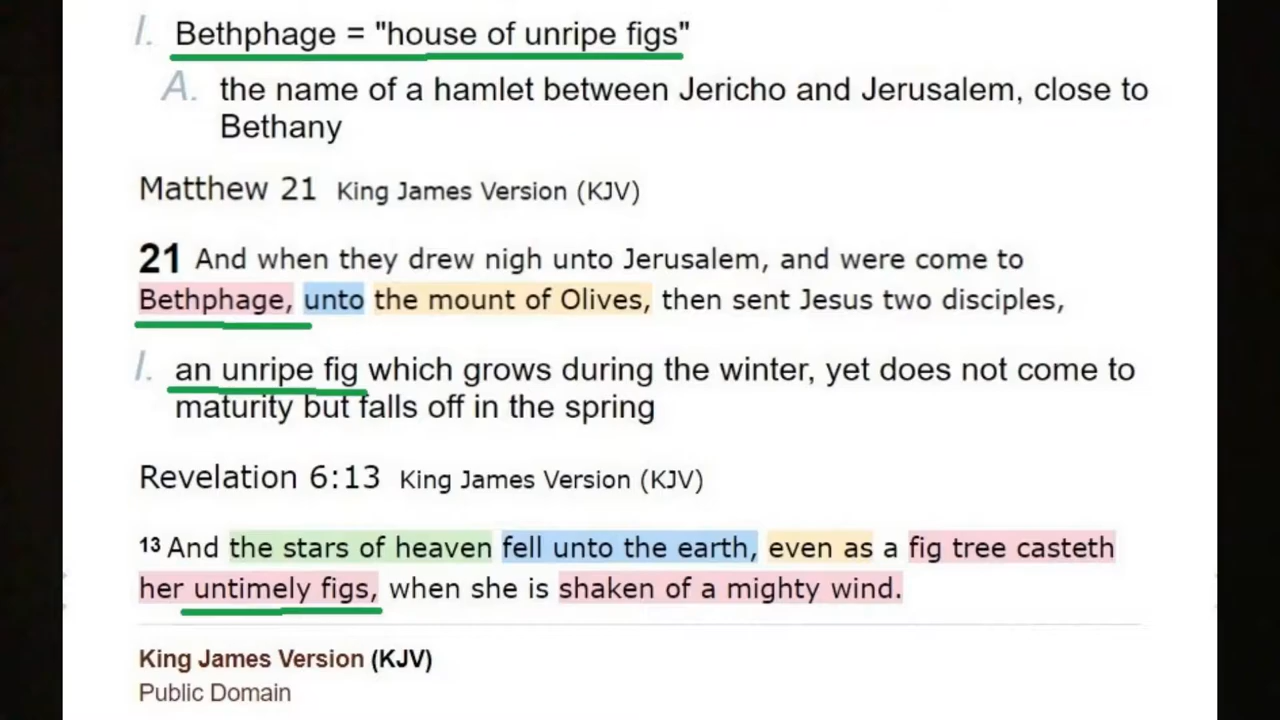 I. Bethphage = "house of unripe figs"
A. the name of a hamlet between Jericho and Jerusalem, close to
Bethany
Matthew 21 King James Version (KJV)
21 And when they drew nigh unto Jerusalem, and were come to
Bethphage, unto the mount of Olives, then sent Jesus two disciples,
I. an unripe fig which grows during the winter, yet does not come to
maturity but falls off in the spring
Revelation 6:13 King James Version (KJV)
13 And the stars of heaven fell unto the earth, even as a fig tree casteth
her untimely figs, when she is shaken of a mighty wind.
King James Version (KJV)
Public Domain